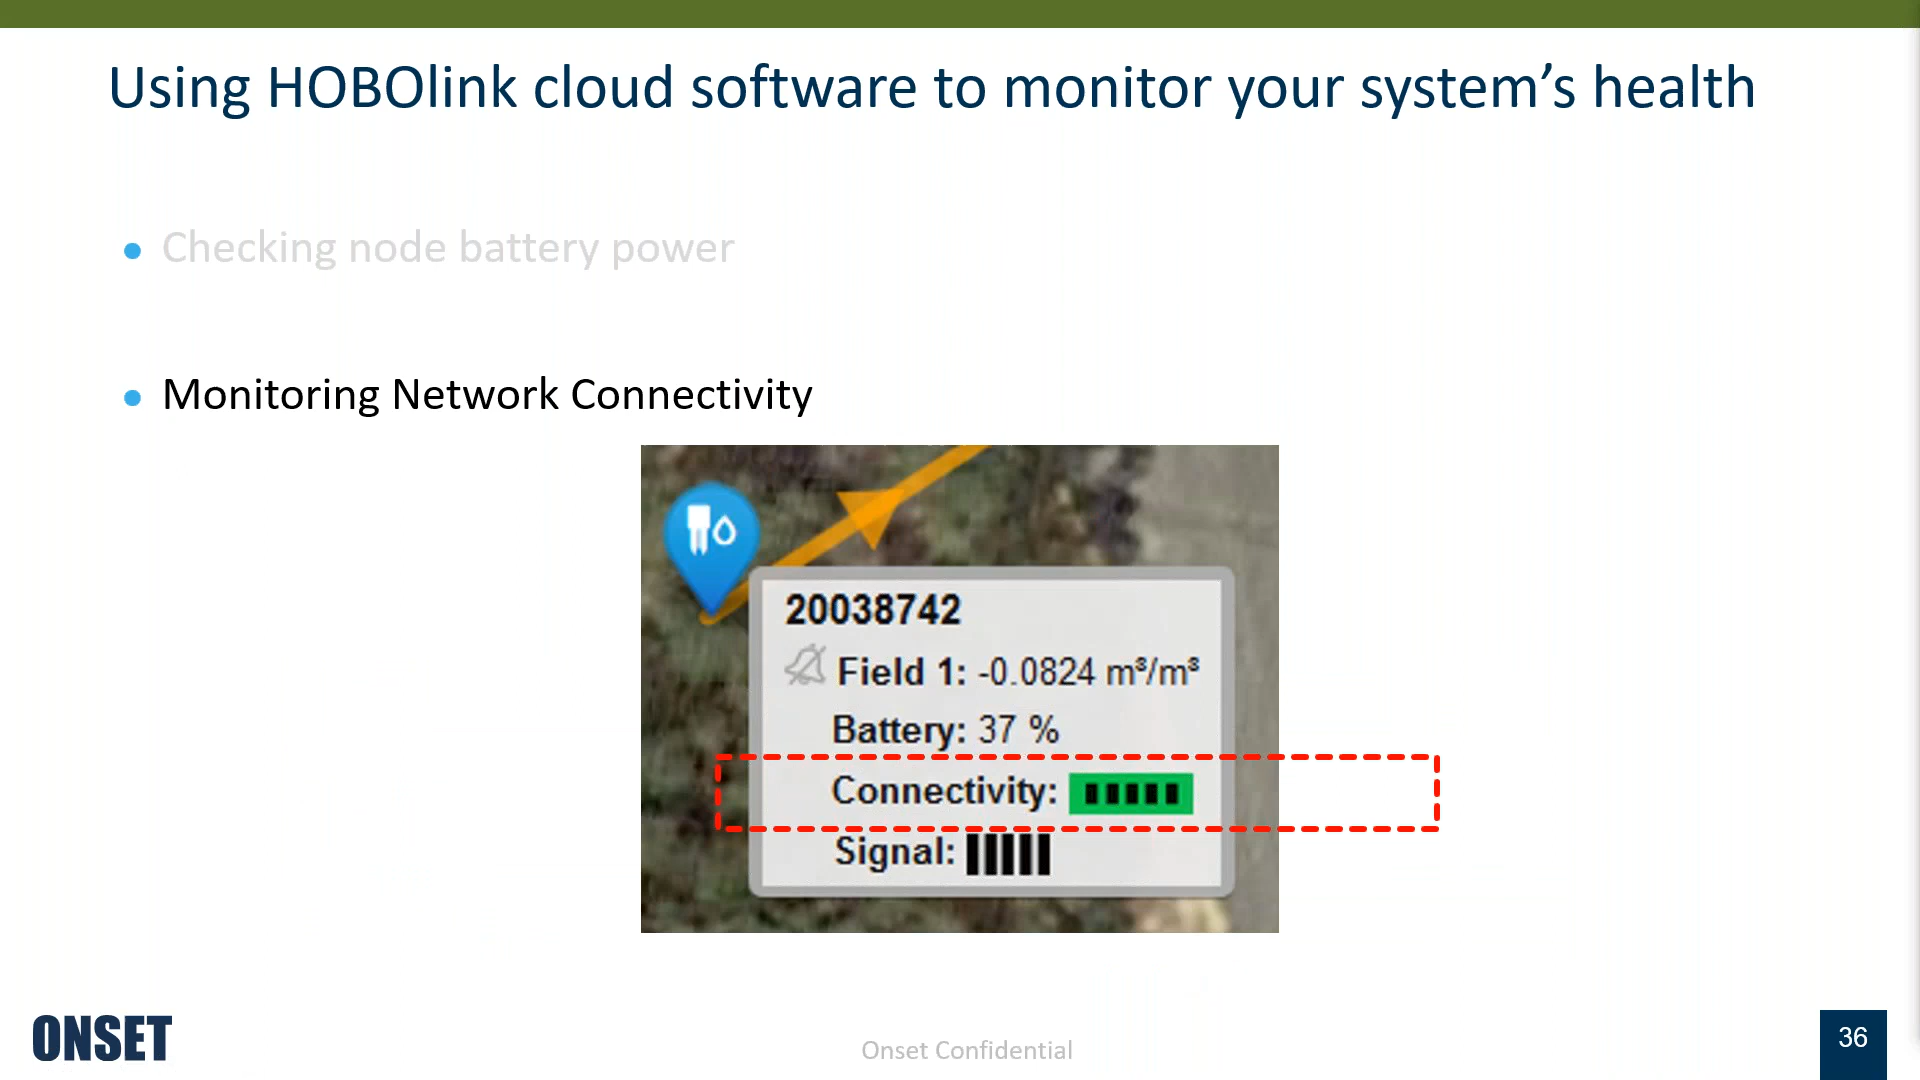 Using HOBOlink cloud software to monitor your system’s health
Checking node battery power
Monitoring Network Connectivity
20038742
Field 1: -0.0824 m³/m³
Battery: 37 %
Connectivity:
Signal:
ONSET
Onset Confidential
36